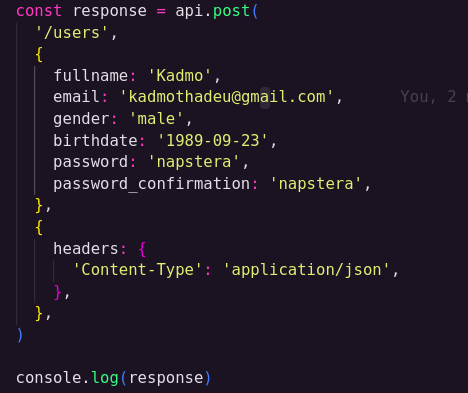 const response = api.post(
'/users',
{
fullname: 'Kadmo',
email: 'kadmothadeu@gmail.com', You, 2
gender: 'male',
birthdate: '1989-09-23',
password: 'napstera',
password_confirmation: 'napstera',
},
{
headers: {
'Content-Type': 'application/json',
},
},
)
console.log(response)